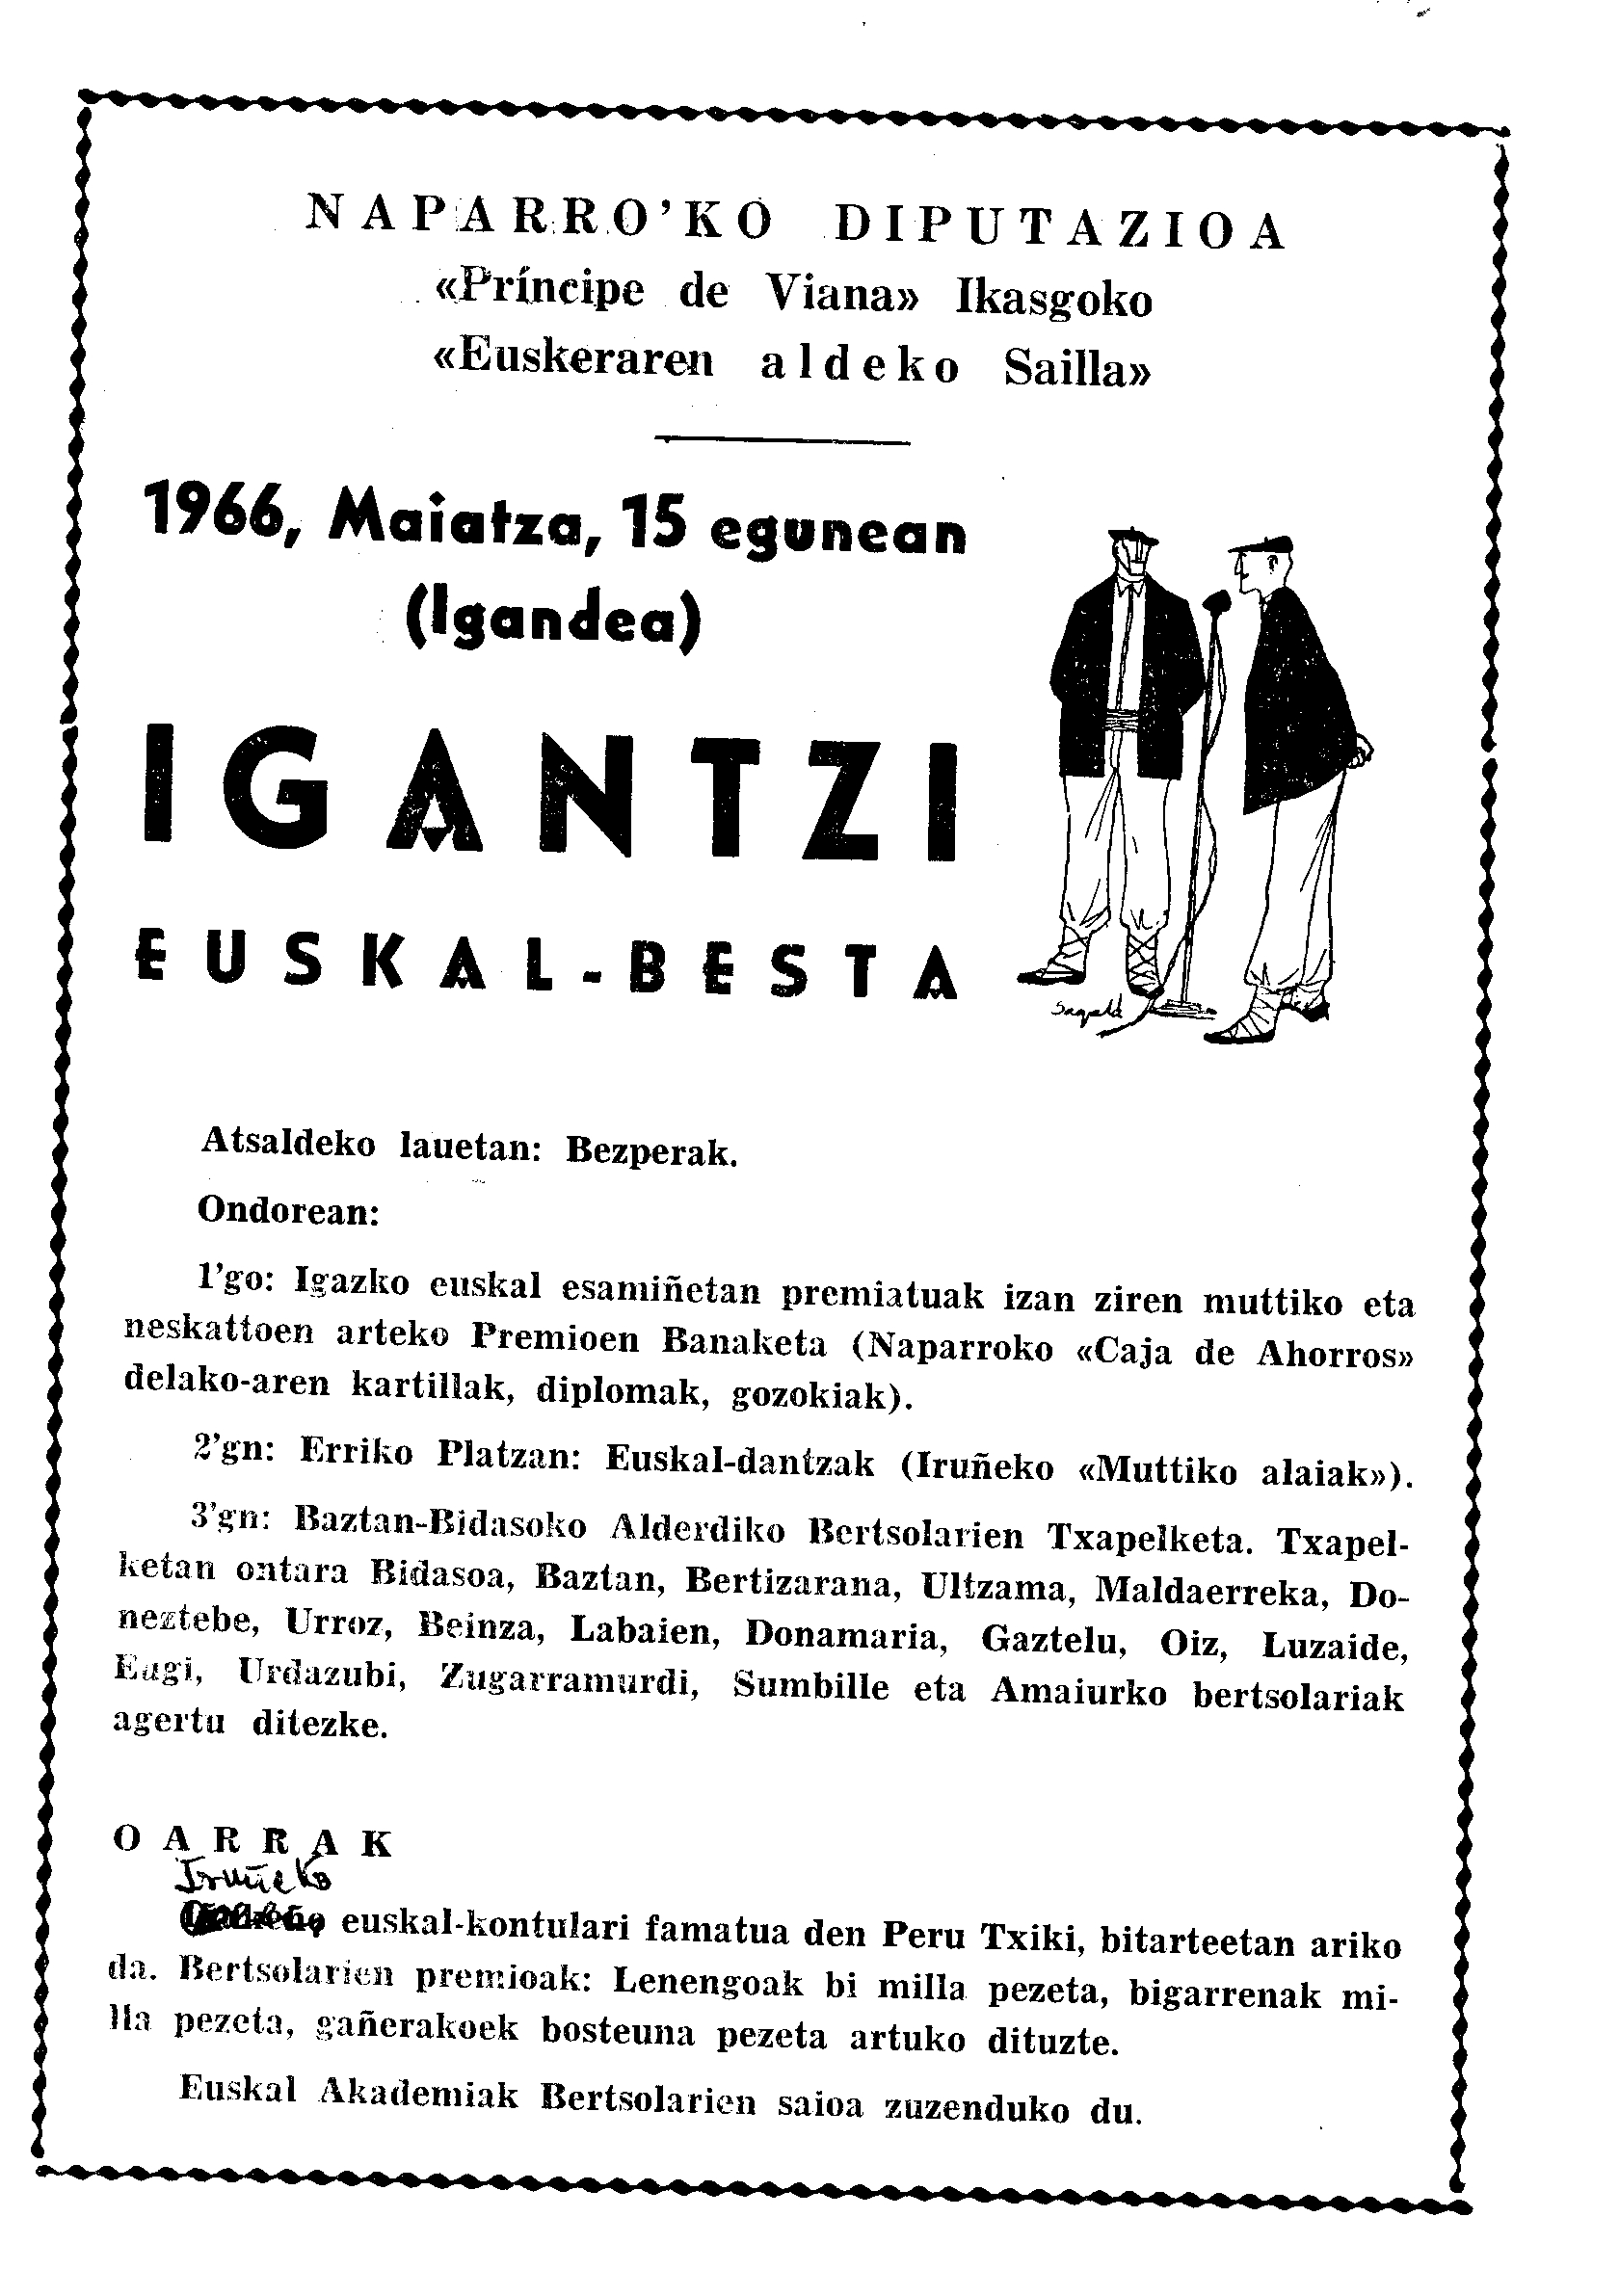 NAPARRO'KO DIPUTAZIOA
«Príncipe de Viana» Ikasgoko
«Euskeraren aldeko Sailla»
1966, Maiatza, 15 egunean
(Igandea)
IGANTZI
EUSKAL-BESTA
Atsaldeko lauetan: Bezperak.
Ondorean:
1'go: Igazko euskal esamiñetan premiatuak izan ziren muttiko eta
neskattoen arteko Premioen Banaketa (Naparroko «Caja de Ahorros»
delako-aren kartillak, diplomak, gozokiak).
2'gn: Erriko Platzan: Euskal-dantzak (Iruñeko «Muttiko alaiak»).
3'gn: Baztan-Bidasoko Alderdiko Bertsolarien Txapelketa. Txapel-
ketan ontara Bidasoa, Baztan, Bertizarana, Ultzama, Maldaerreka, Do-
neztebe, Urroz, Beinza, Labaien, Donamaria, Gaztelu, Oiz, Luzaide,
Eugi, Urdazubi, Zugarramurdi, Sumbille eta Amaiurko bertsolariak
agertu ditezke.
OARRAK
Iruñeko
euskal-kontulari famatua den Peru Txiki, bitarteetan ariko
da. Bertsolarien premioak: Lenengoak bi milla pezeta, bigarrenak mi-
lla pezeta, gañerakoek bosteuna pezeta artuko dituzte.
Euskal Akademiak Bertsolarien saioa zuzenduko du.